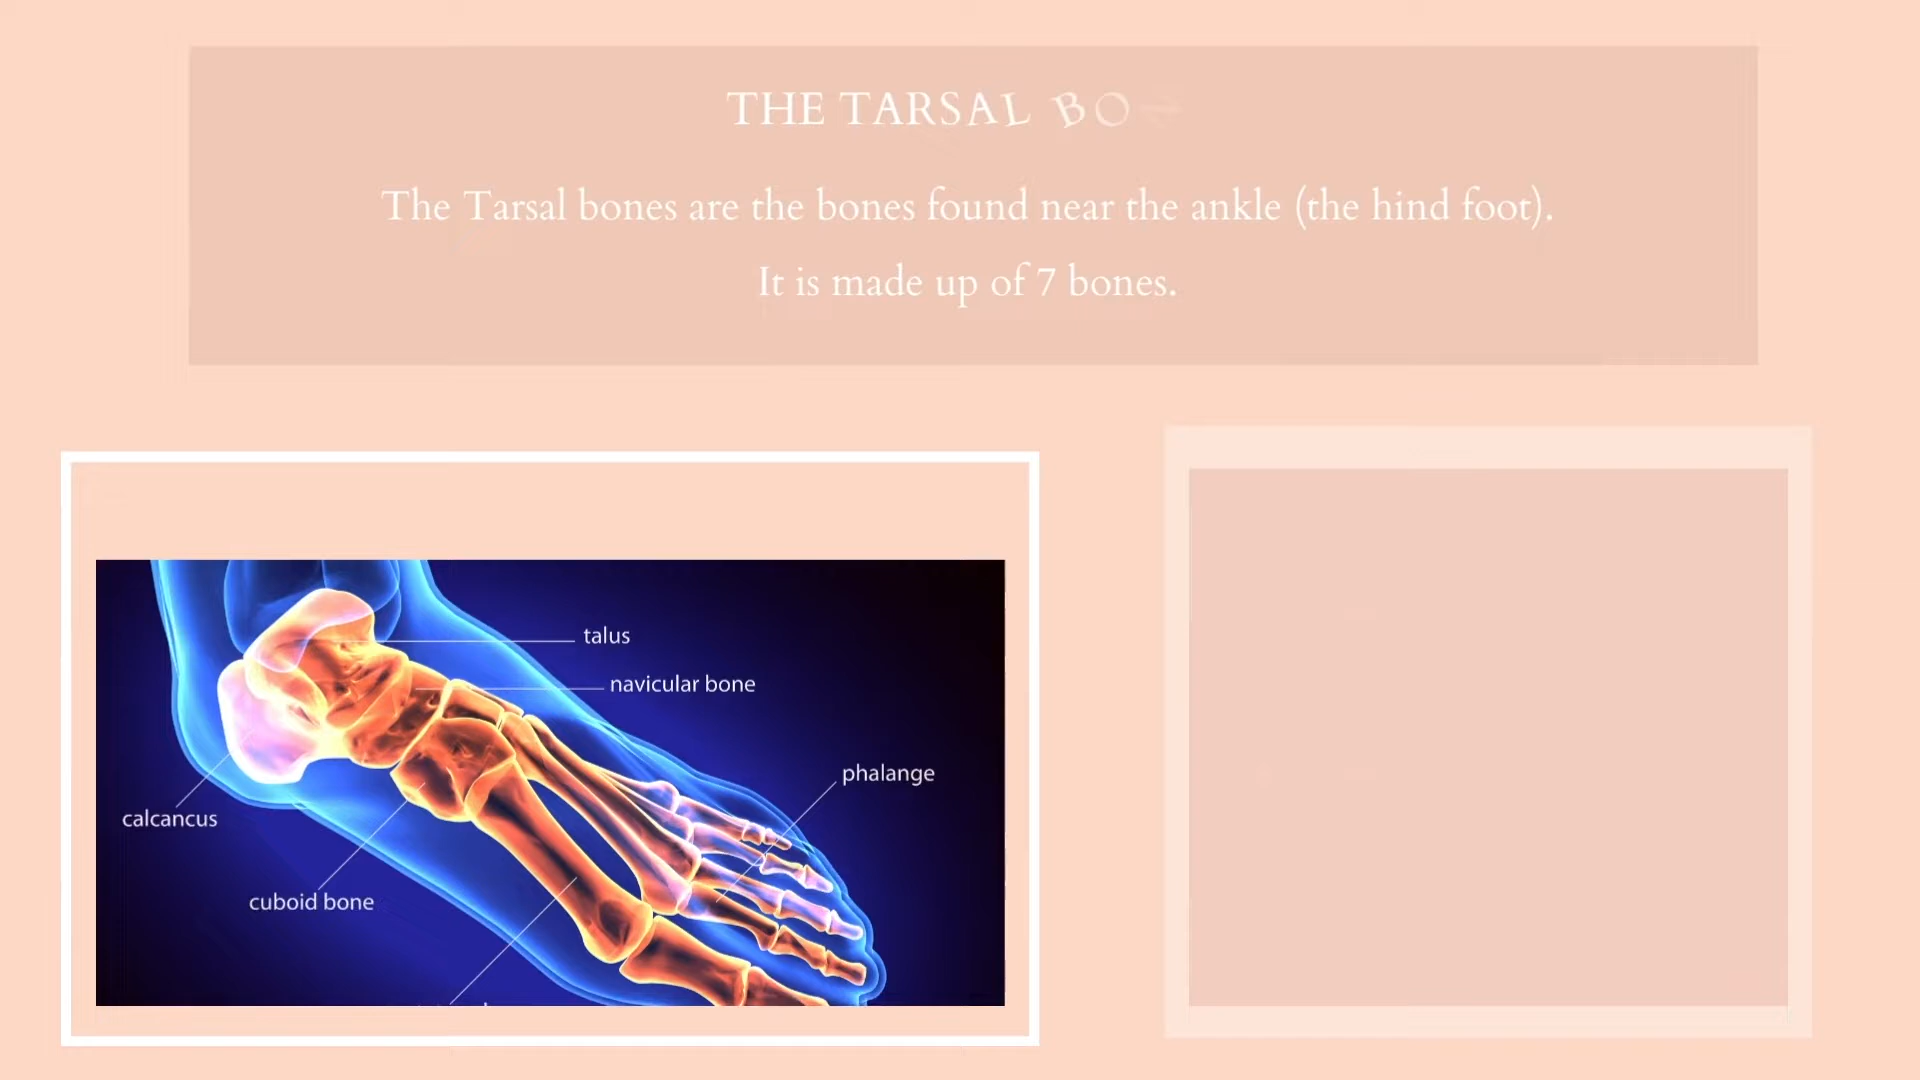 THE TARSAL BON
The Tarsal bones are the bones found near the ankle (the hind foot).
It is made up of 7 bones.
talus
navicular bone
phalange
calcancus
cuboid bone